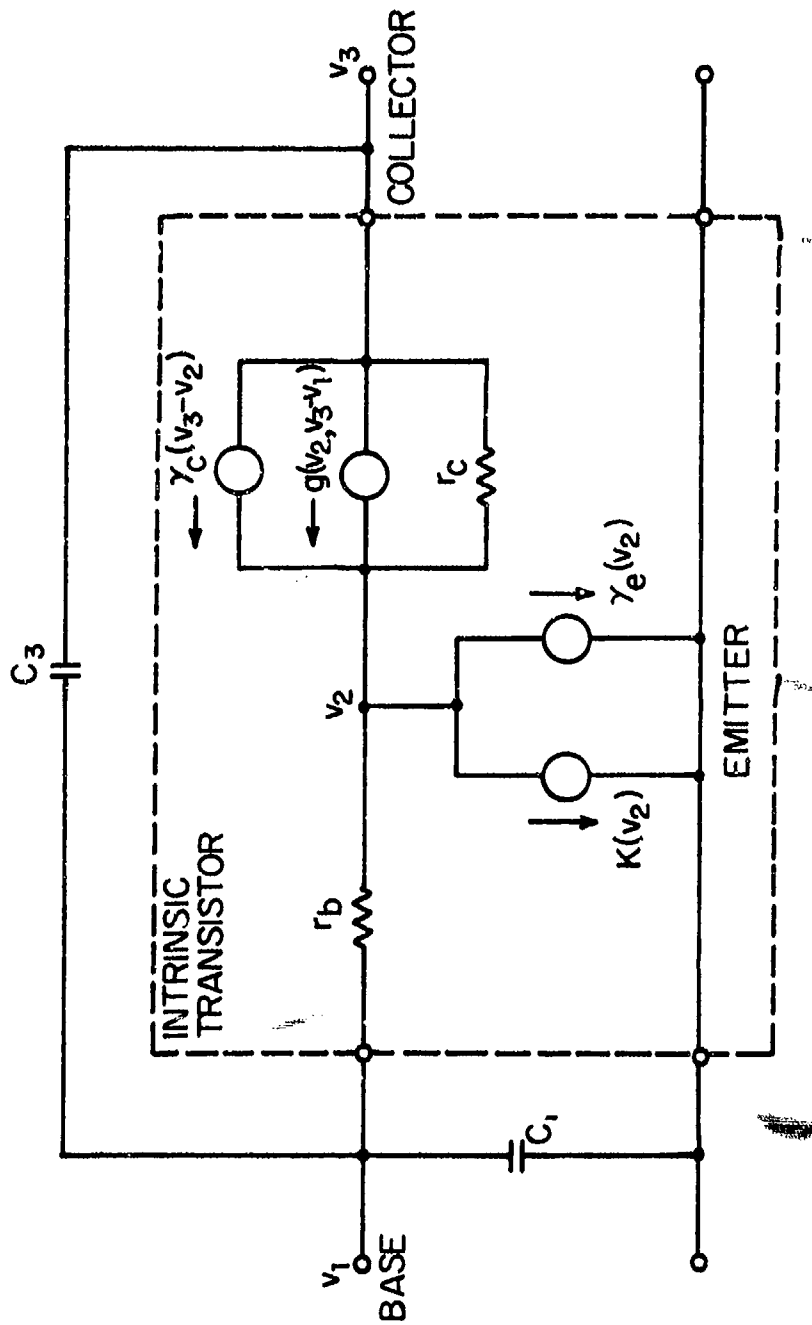 C₃
INTRINSIC
TRANSISTOR
γc(v₃-v₂)
g(v₂,v₃-v₁)
rc
v₁
BASE
rb
v₂
v₃
COLLECTOR
C₁
K(v₂)
γe(v₂)
EMITTER